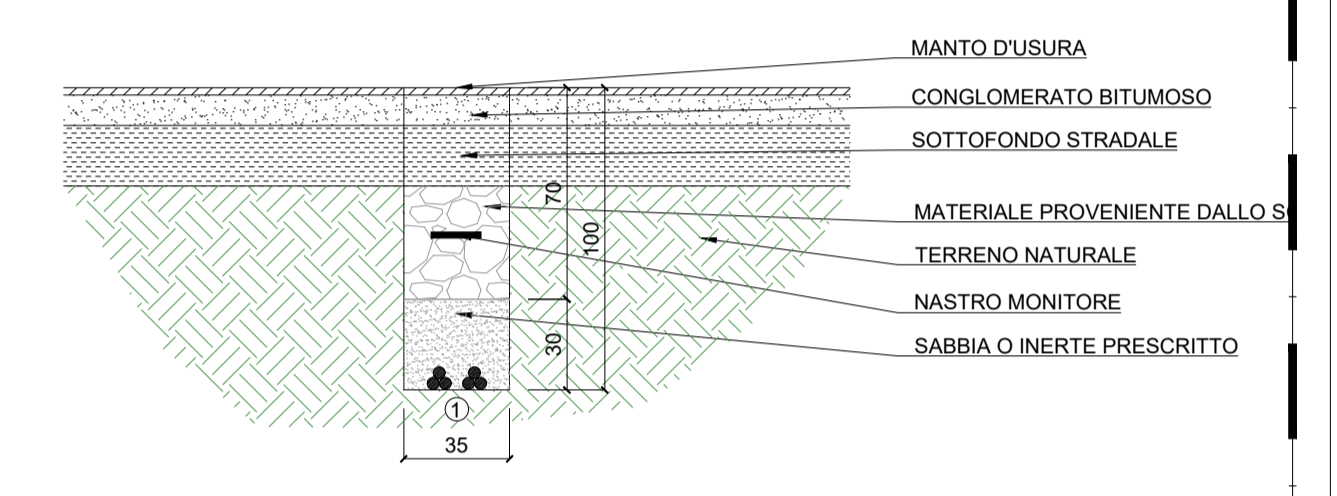 MANTO D'USURA
CONGLOMERATO BITUMOSO
SOTTOFONDO STRADALE
MATERIALE PROVENIENTE DALLO
TERRENO NATURALE
NASTRO MONITORE
SABBIA O INERTE PRESCRITTO
70
100
30
1
35